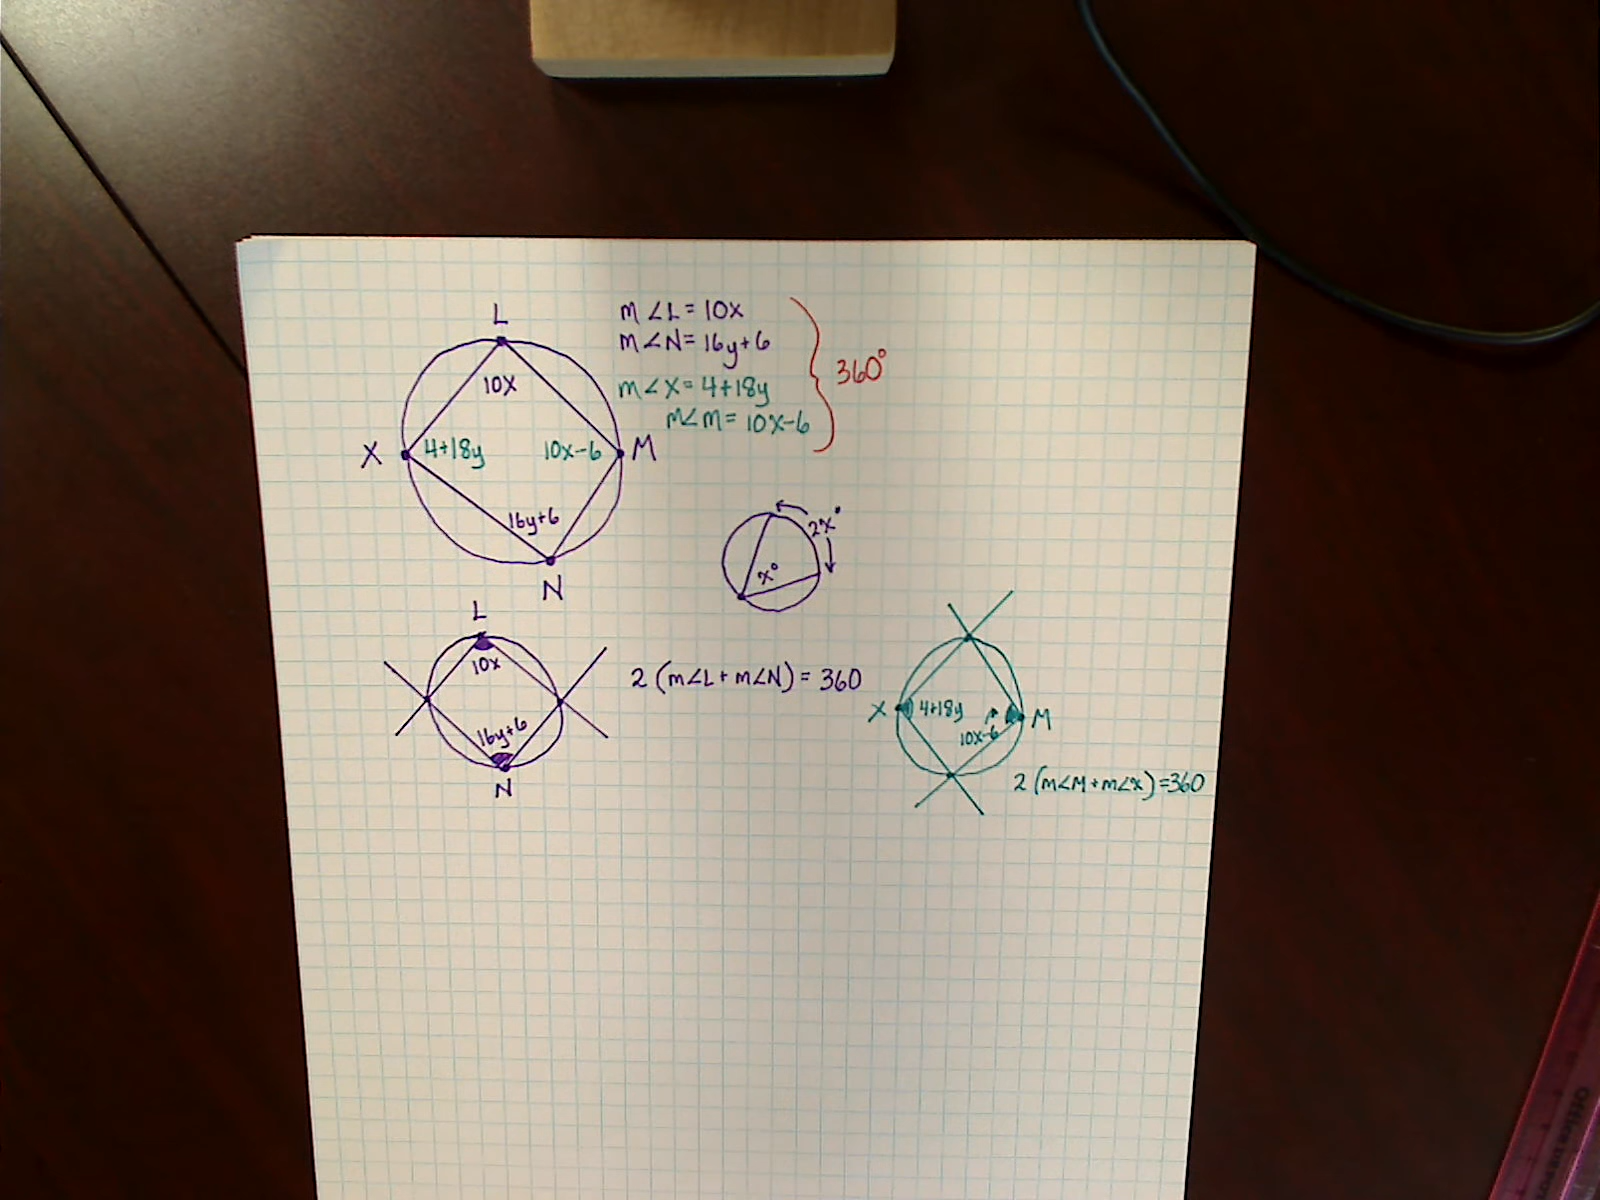 L
m∠L = 10x
m∠N = 16y+6
10x
m∠X = 4+18y
360°
m∠M = 10x-6
X
4+18y
10x-6
M
16y+6
2x°
x°
N
L
10x
2(m∠L + m∠N) = 360
16y+6
N
X
4+18y
M
10x-6
2(m∠M + m∠x) = 360